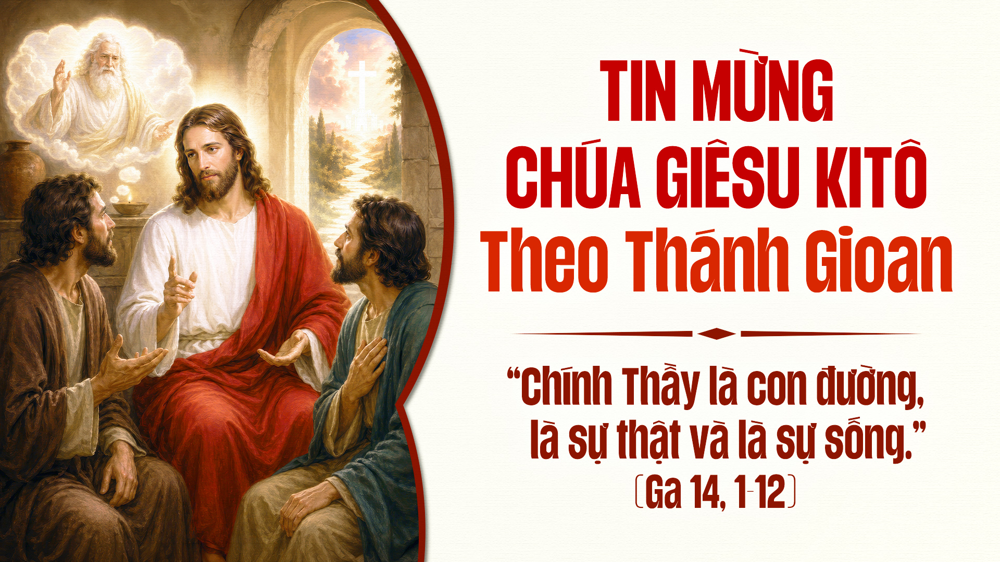 TIN MỪNG
CHÚA GIÊSU KITÔ
Theo Thánh Gioan
“Chính Thầy là con đường,
là sự thật và là sự sống.”
(Ga 14, 1-12)